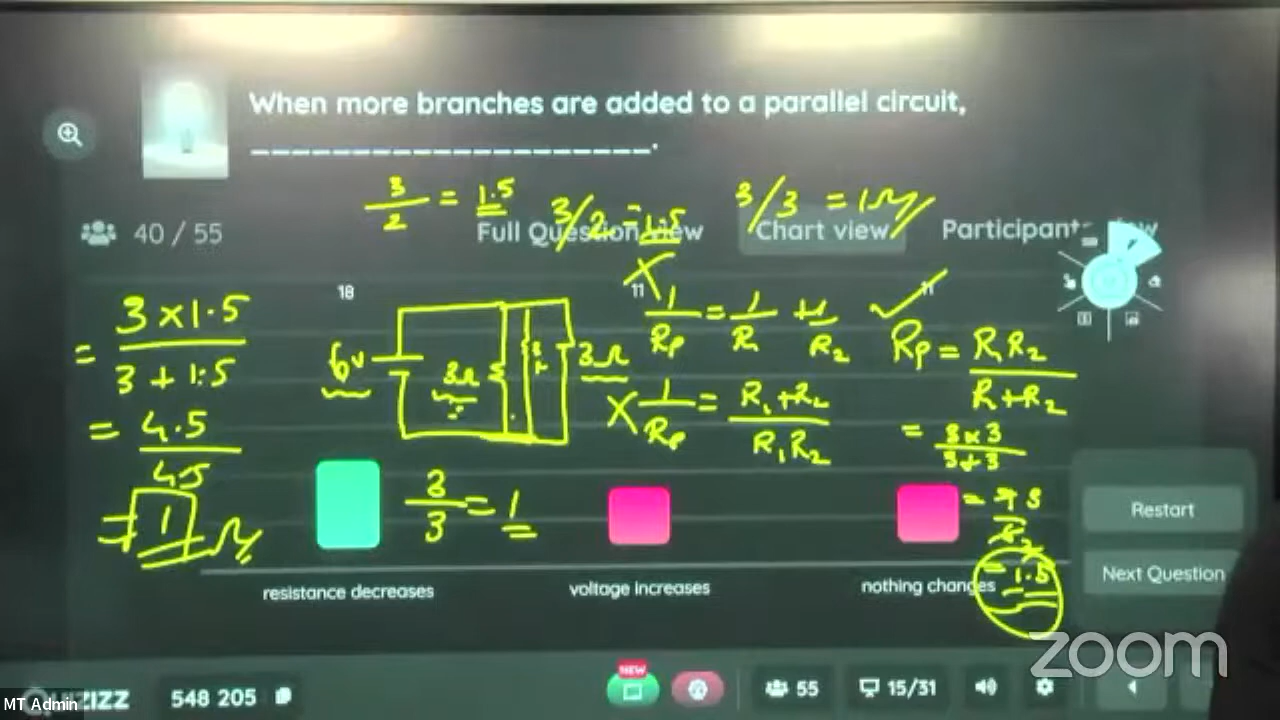 When more branches are added to a parallel circuit,
____________________.
3/2 = 1.5
3/2 = 1.5
3/3 = 1Ω
40 / 55
Full Question view
Chart view
Participants view
18
11
11
= 3 × 1.5 / 3 + 1.5
= 4.5 / 4.5
= 1 Ω
6v
3Ω
3Ω
3/3 = 1
X 1/Rp = 1/R1 + 1/R2
X 1/Rp = R1+R2 / R1R2
✓ Rp = R1R2 / R1+R2
= 3×3 / 3+3
= 1.5
resistance decreases
voltage increases
nothing changes
Restart
Next Question
zoom
NEW
548 205
55
15/31
MT Admin